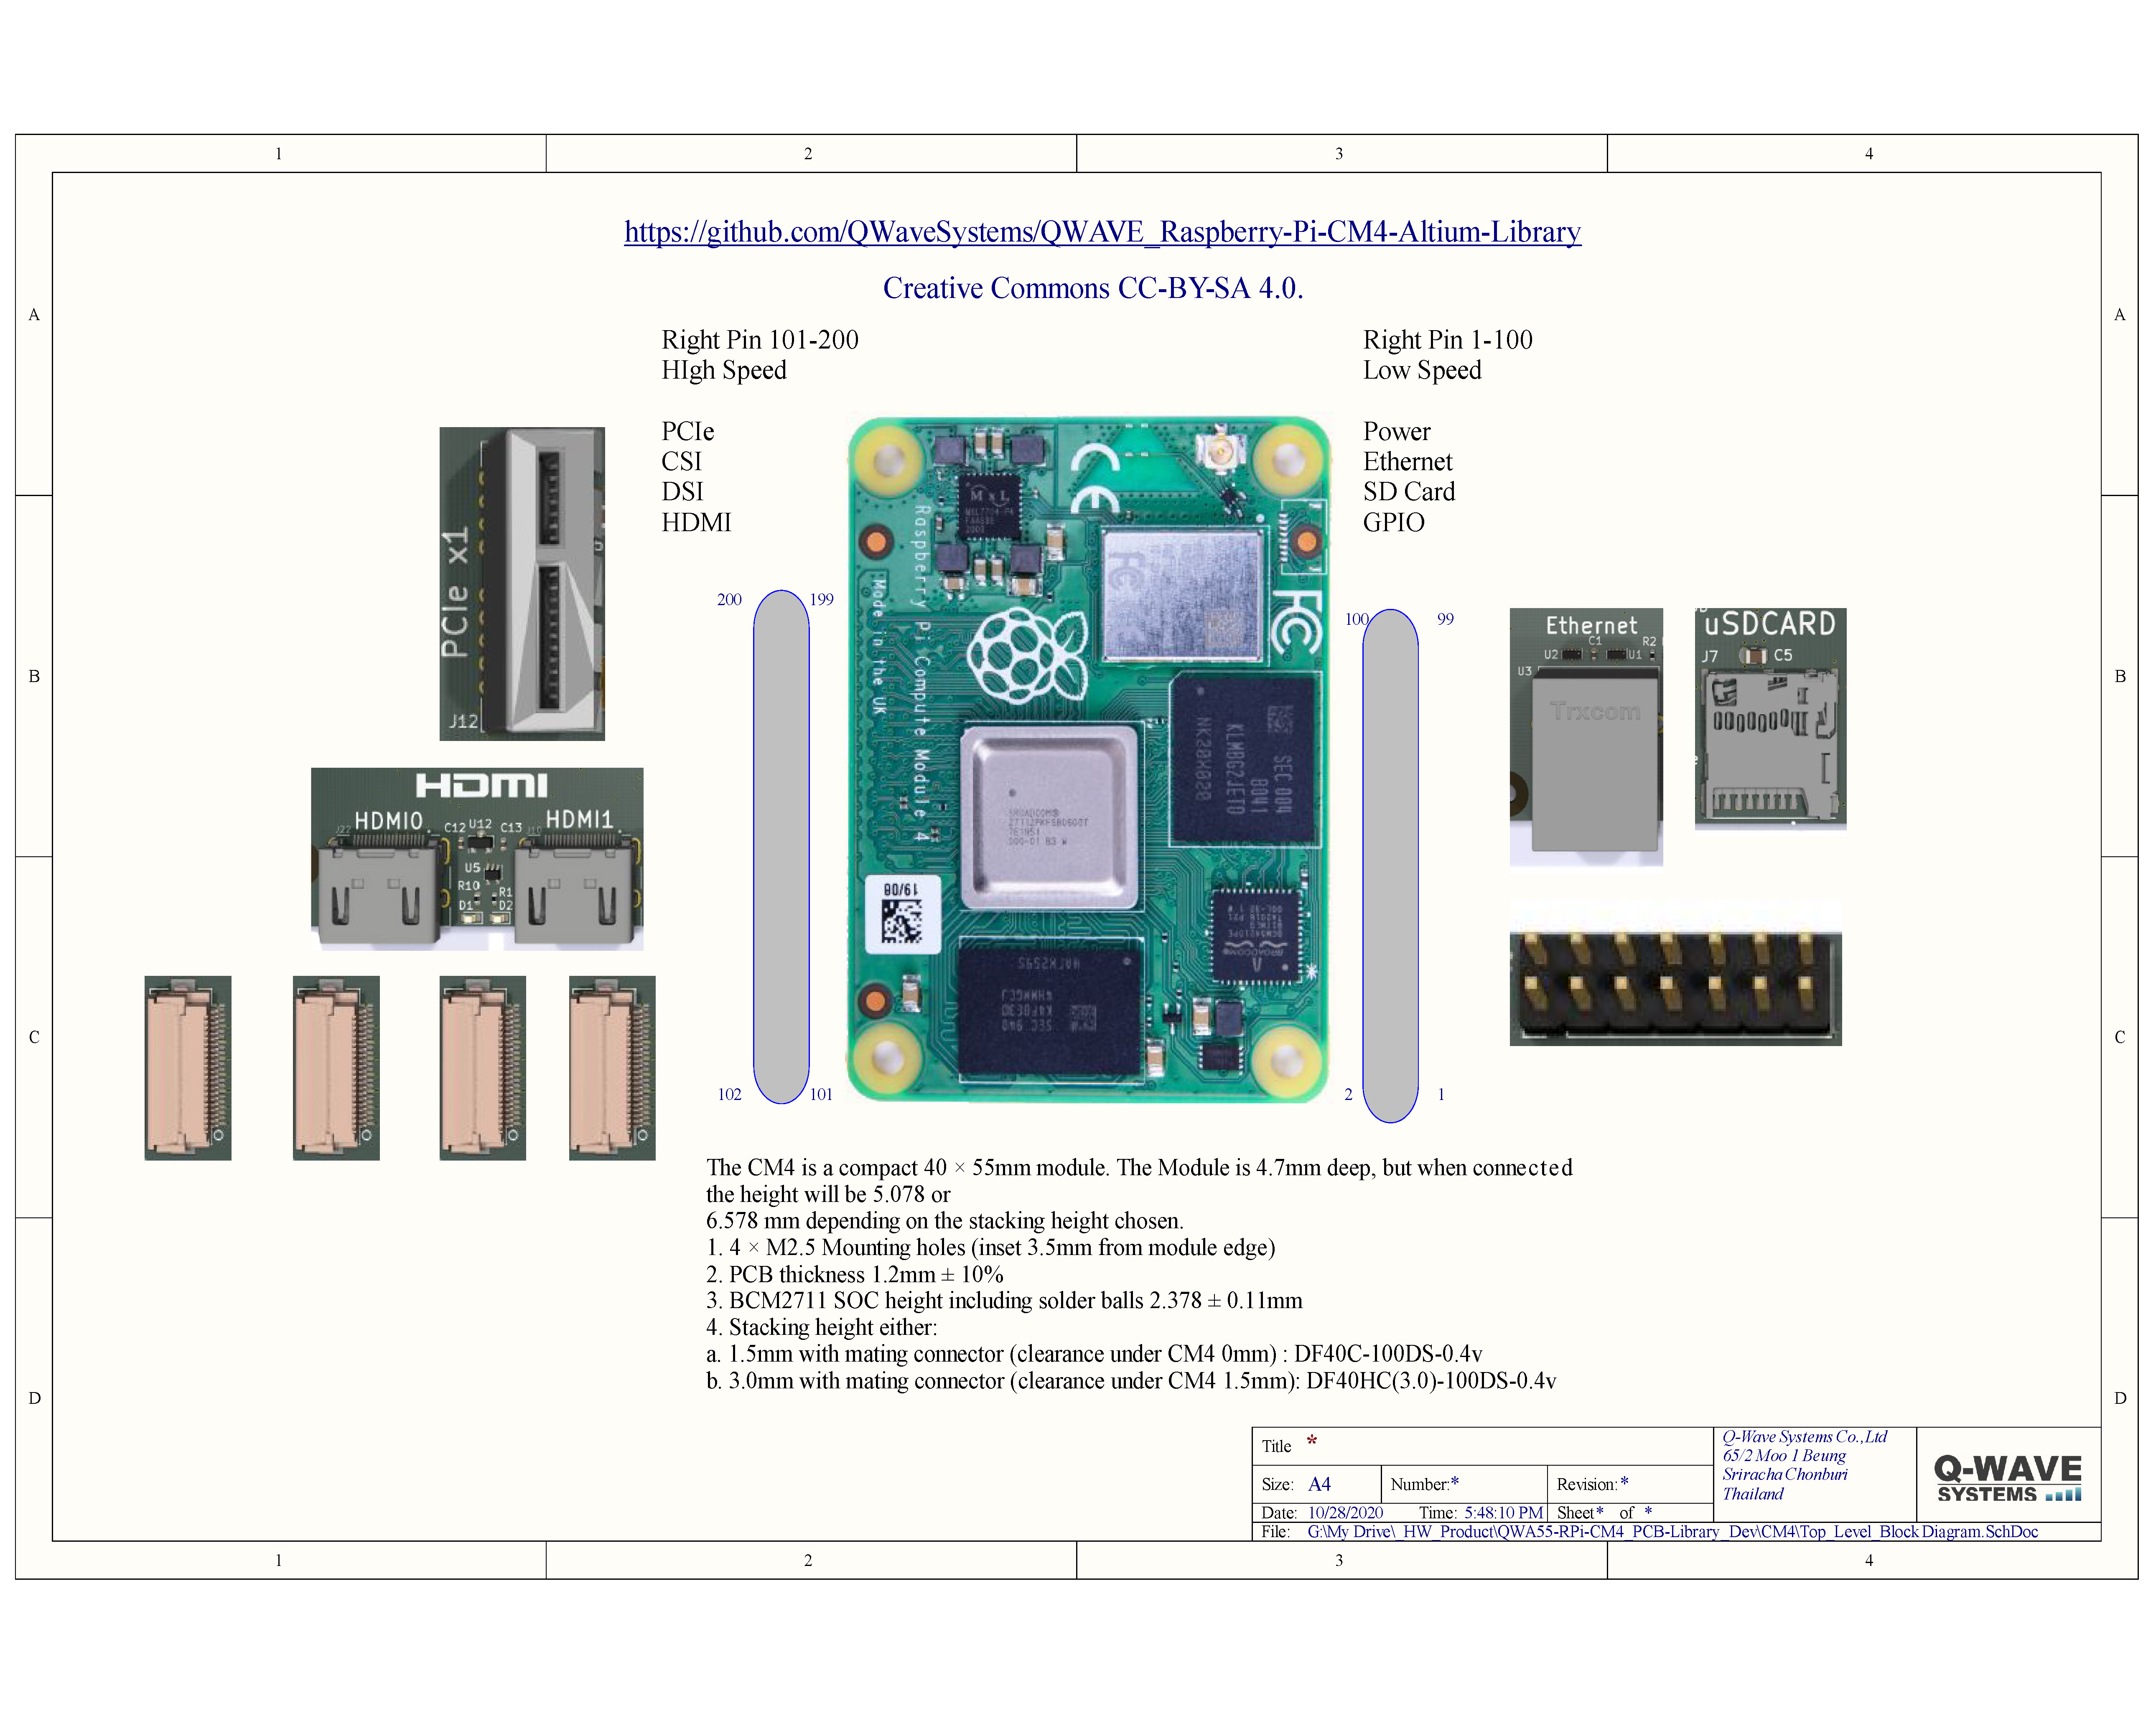 1 2 3 4
https://github.com/QWaveSystems/QWAVE_Raspberry-Pi-CM4-Altium-Library
Creative Commons CC-BY-SA 4.0.
A A
Right Pin 101-200
HIgh Speed
PCIe
CSI
DSI
HDMI
Right Pin 1-100
Low Speed
Power
Ethernet
SD Card
GPIO
PCIe x1
J12
200 199
102 101
MxL
Raspberry Pi Compute Module 4
Made in the UK
CE
FC
SEC 004
B041
KLMBG2JETD
NK20X020
19/08
100 99
2 1
Ethernet
C1 R2
U2 U1
U3
Trxcom
uSDCARD
J7 C5
B B
HDMI
HDMI0 HDMI1
J22 C12 U12 C13 J10
U5
R10 R1
D1 D2
C C
The CM4 is a compact 40 × 55mm module. The Module is 4.7mm deep, but when connected
the height will be 5.078 or
6.578 mm depending on the stacking height chosen.
1. 4 × M2.5 Mounting holes (inset 3.5mm from module edge)
2. PCB thickness 1.2mm ± 10%
3. BCM2711 SOC height including solder balls 2.378 ± 0.11mm
4. Stacking height either:
a. 1.5mm with mating connector (clearance under CM4 0mm) : DF40C-100DS-0.4v
b. 3.0mm with mating connector (clearance under CM4 1.5mm): DF40HC(3.0)-100DS-0.4v
D D
Title *
Size: A4 Number:* Revision:*
Date: 10/28/2020 Time: 5:48:10 PM Sheet* of *
File: G:\My Drive\_HW_Product\QWA55-RPi-CM4_PCB-Library_Dev\CM4\Top_Level_Block Diagram.SchDoc
Q-Wave Systems Co.,Ltd
65/2 Moo 1 Beung
Sriracha Chonburi
Thailand
Q-WAVE
SYSTEMS
1 2 3 4